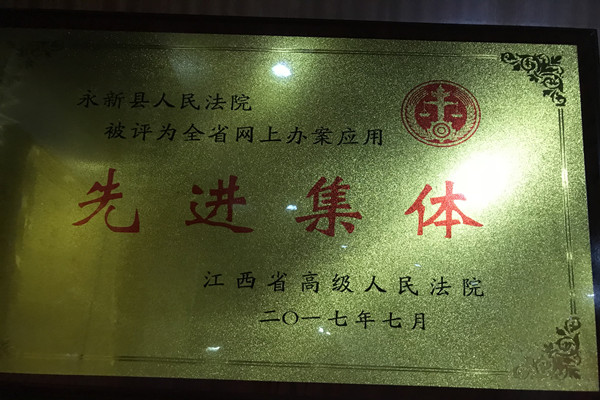 永新县人民法院
被评为全省网上办案应用
先进集体
江西省高级人民法院
二〇一七年七月